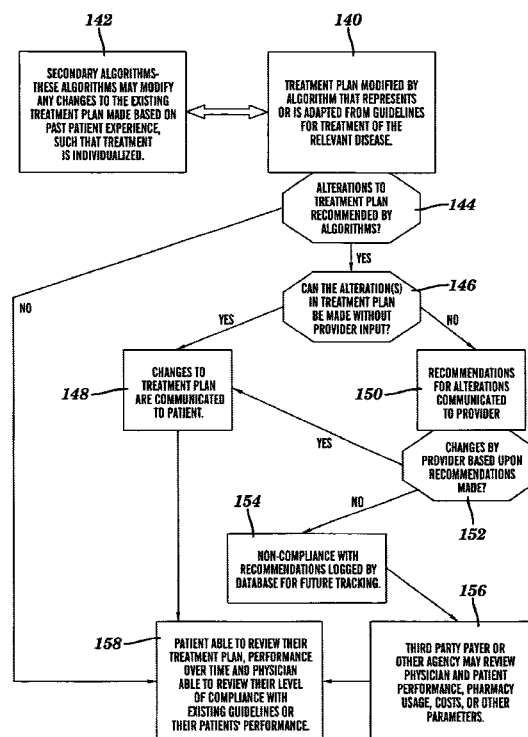 142
SECONDARY ALGORITHMS-
THESE ALGORITHMS MAY MODIFY
ANY CHANGES TO THE EXISTING
TREATMENT PLAN MADE BASED ON
PAST PATIENT EXPERIENCE,
SUCH THAT TREATMENT
IS INDIVIDUALIZED.
140
TREATMENT PLAN MODIFIED BY
ALGORITHM THAT REPRESENTS
OR IS ADAPTED FROM GUIDELINES
FOR TREATMENT OF THE
RELEVANT DISEASE.
ALTERATIONS TO
TREATMENT PLAN
RECOMMENDED BY
ALGORITHMS?
144
YES
NO
CAN THE ALTERATION(S)
IN TREATMENT PLAN
BE MADE WITHOUT
PROVIDER INPUT?
146
YES
NO
148
CHANGES TO
TREATMENT PLAN
ARE COMMUNICATED
TO PATIENT.
150
RECOMMENDATIONS
FOR ALTERATIONS
COMMUNICATED
TO PROVIDER
YES
CHANGES BY
PROVIDER BASED UPON
RECOMMENDATIONS
MADE?
152
NO
154
NON-COMPLIANCE WITH
RECOMMENDATIONS LOGGED BY
DATABASE FOR FUTURE TRACKING.
156
THIRD PARTY PAYER OR
OTHER AGENCY MAY REVIEW
PHYSICIAN AND PATIENT
PERFORMANCE, PHARMACY
USAGE, COSTS, OR OTHER
PARAMETERS.
158
PATIENT ABLE TO REVIEW THEIR
TREATMENT PLAN, PERFORMANCE
OVER TIME AND PHYSICIAN
ABLE TO REVIEW THEIR LEVEL
OF COMPLIANCE WITH
EXISTING GUIDELINES OR
THEIR PATIENTS' PERFORMANCE.